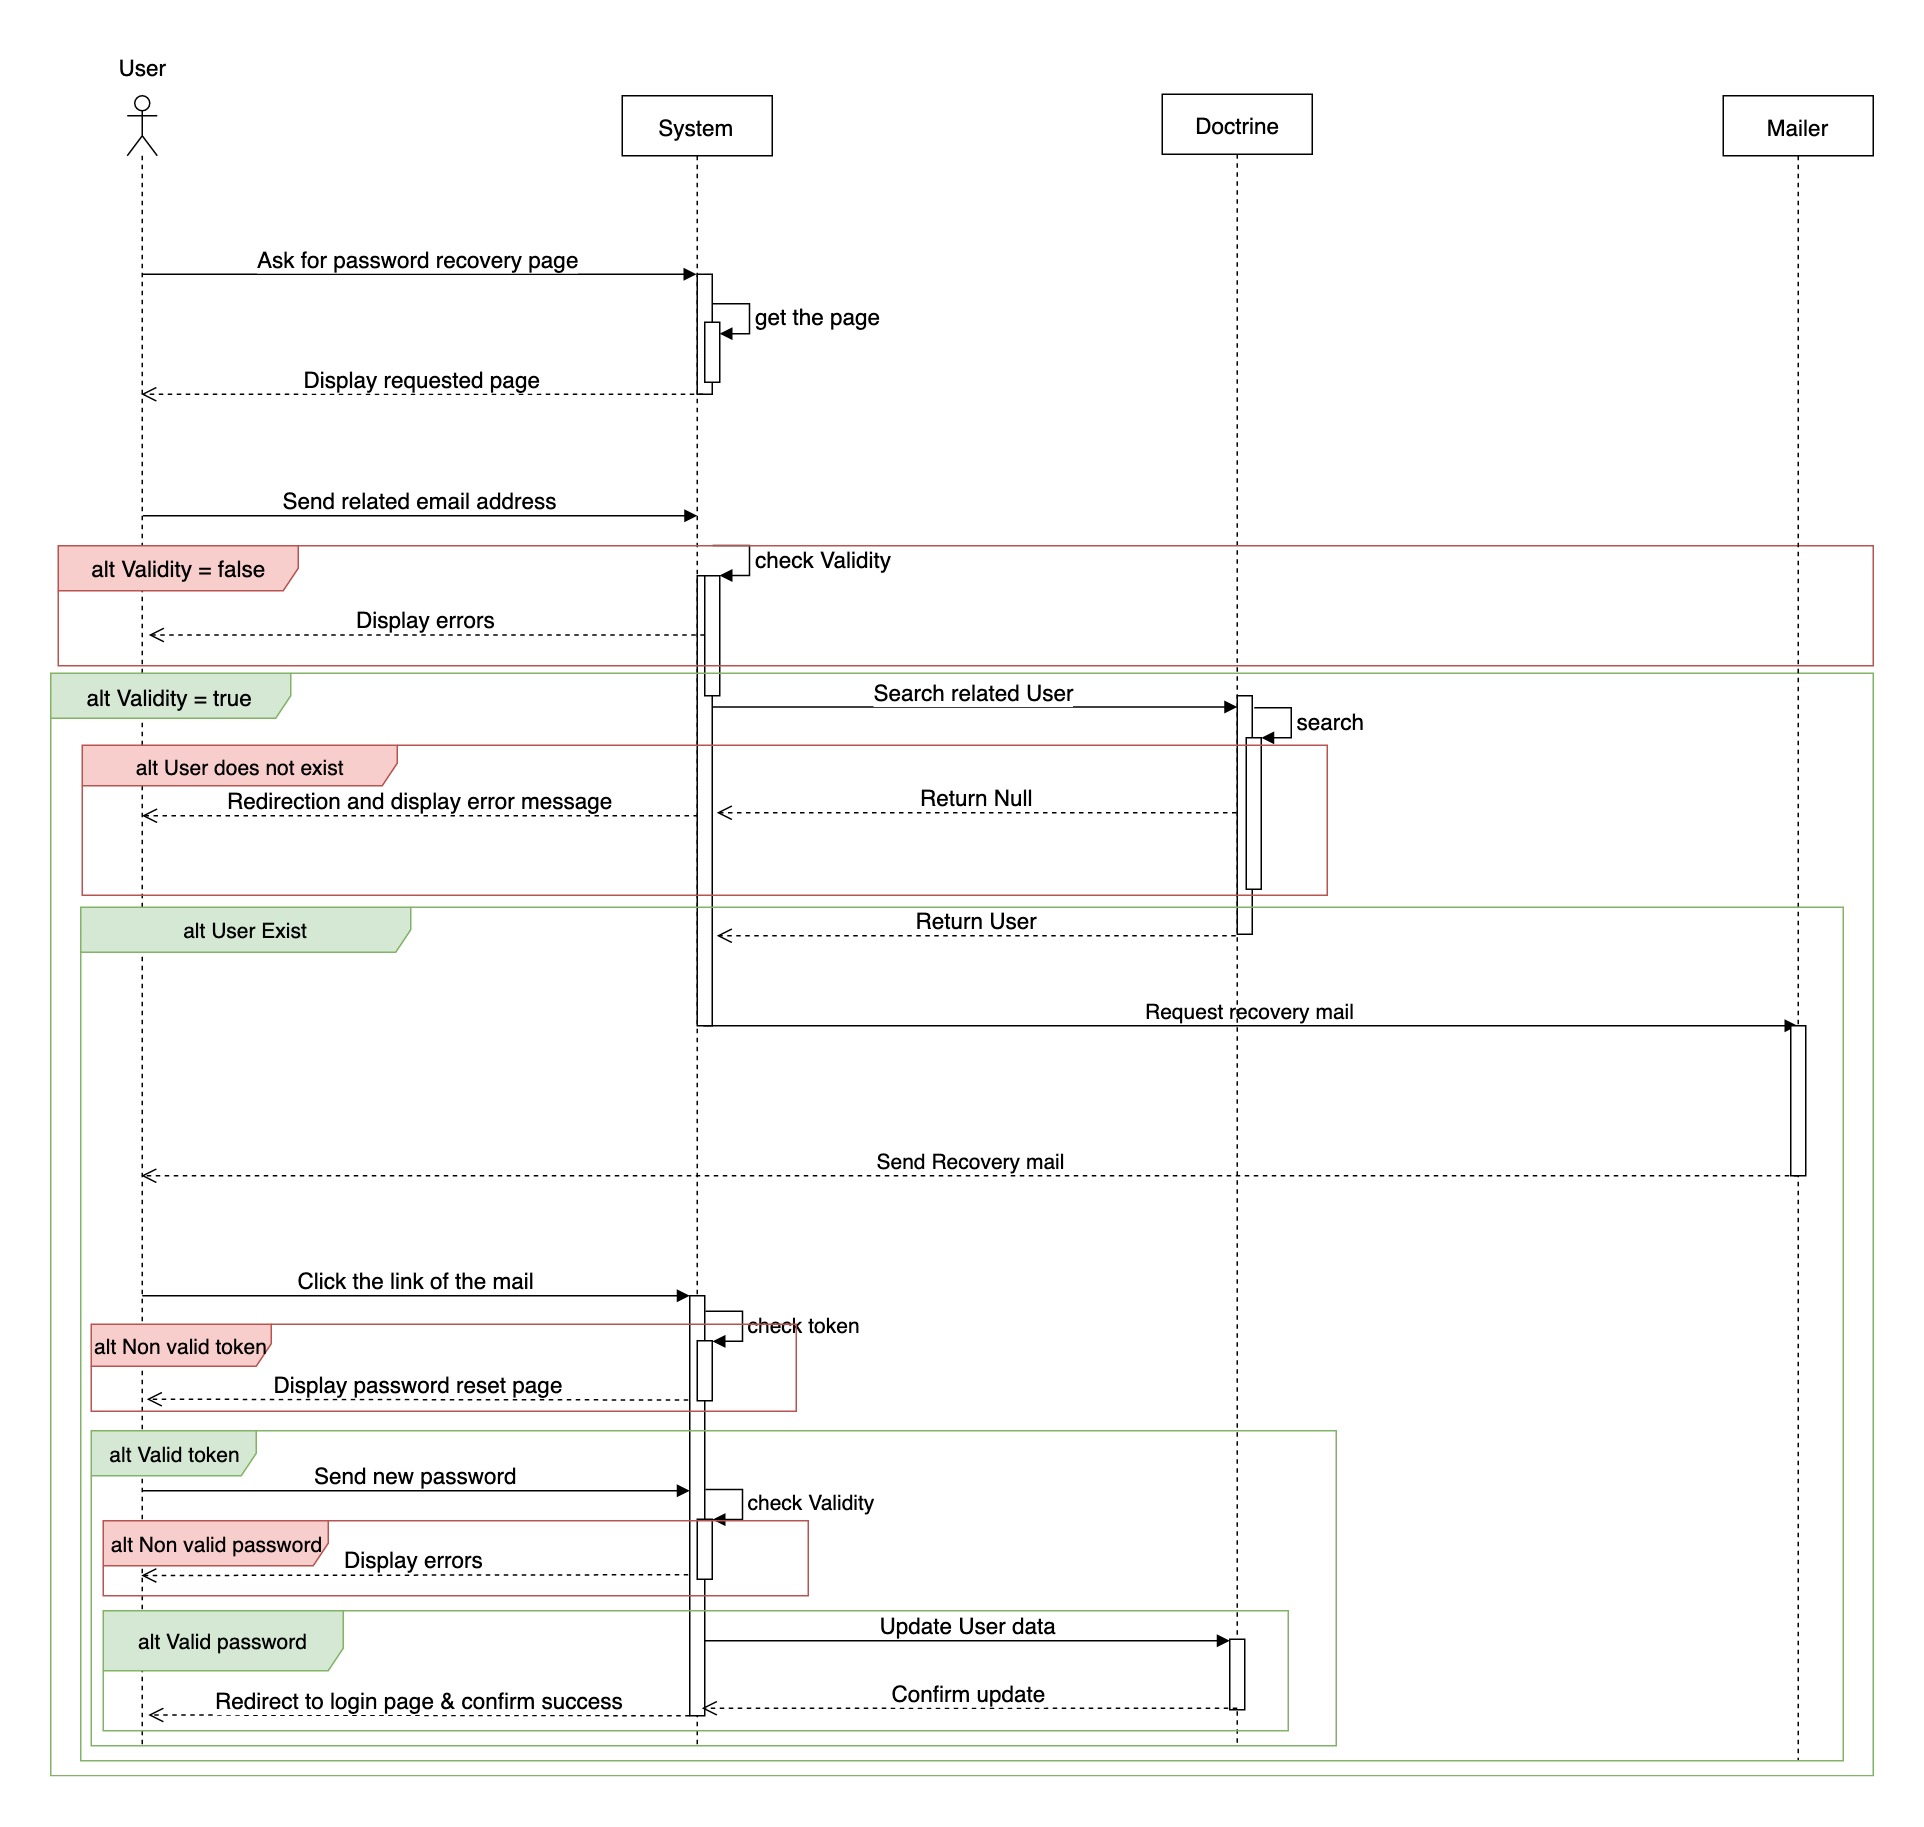 User
System
Doctrine
Mailer
Ask for password recovery page
get the page
Display requested page
Send related email address
alt Validity = false
check Validity
Display errors
alt Validity = true
Search related User
search
alt User does not exist
Redirection and display error message
Return Null
alt User Exist
Return User
Request recovery mail
Send Recovery mail
Click the link of the mail
check token
alt Non valid token
Display password reset page
alt Valid token
Send new password
check Validity
alt Non valid password
Display errors
alt Valid password
Update User data
Redirect to login page & confirm success
Confirm update